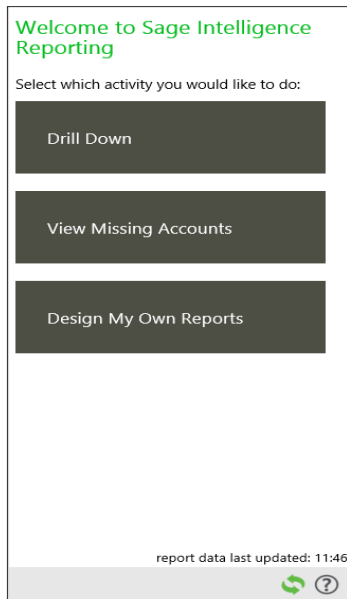 Welcome to Sage Intelligence
Reporting
Select which activity you would like to do:
Drill Down
View Missing Accounts
Design My Own Reports
report data last updated: 11:46
?